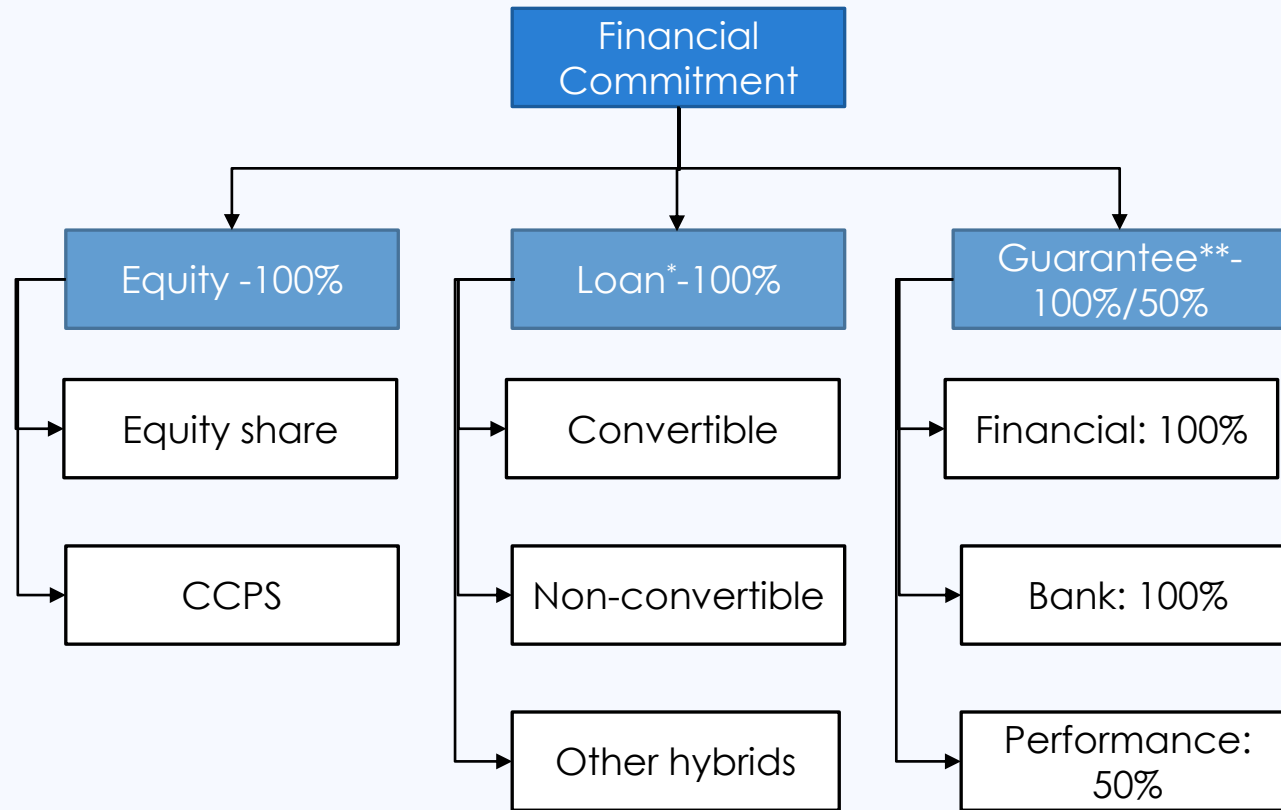 Financial
Commitment
Equity -100%
Loan*-100%
Guarantee**-
100%/50%
Equity share
Convertible
Financial: 100%
CCPS
Non-convertible
Bank: 100%
Other hybrids
Performance:
50%